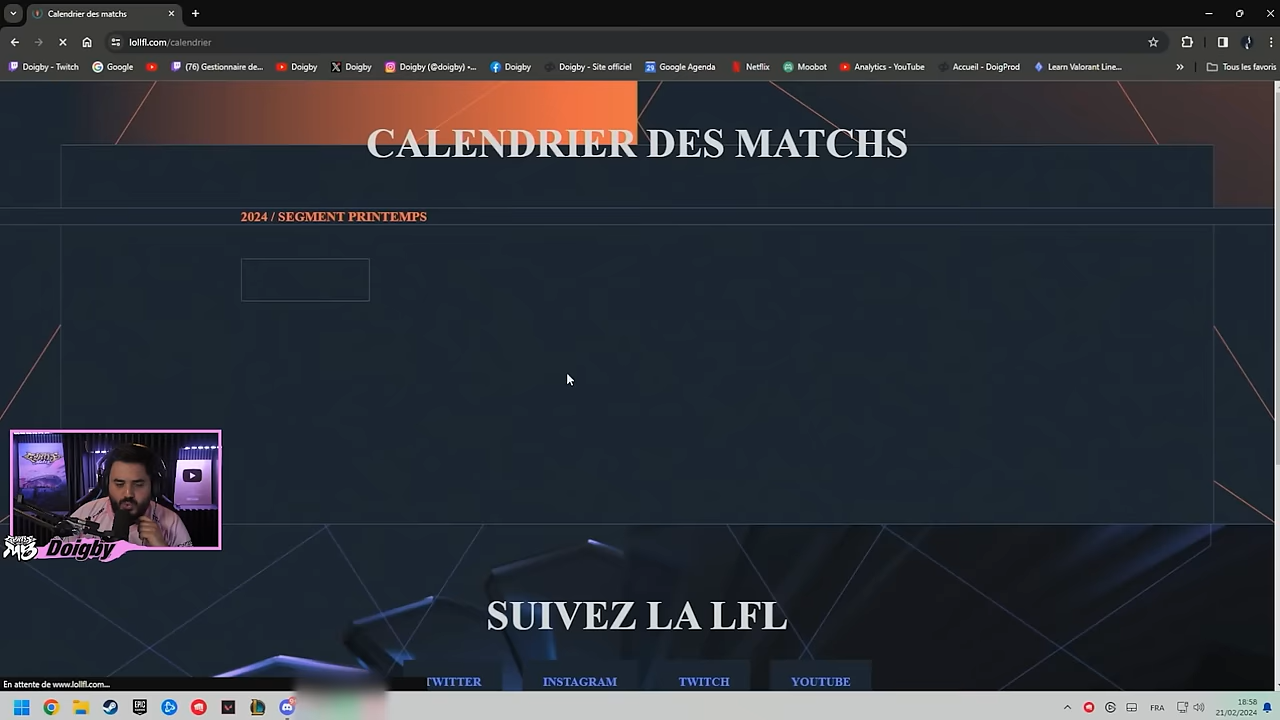 Calendrier des matchs
lollfl.com/calendrier
Doigby - Twitch
Google
(76) Gestionnaire de...
Doigby
Doigby
Doigby (@doigby) •...
Doigby
Doigby - Site officiel
Google Agenda
Netflix
Moobot
Analytics - YouTube
Accueil - DoigProd
Learn Valorant Line...
»
Tous les favoris
CALENDRIER DES MATCHS
2024 / SEGMENT PRINTEMPS
Doigby
SUIVEZ LA LFL
TWITTER
INSTAGRAM
TWITCH
YOUTUBE
En attente de www.lollfl.com...
FRA
18:58
21/02/2024